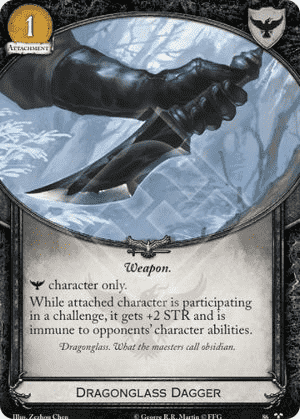 1
ATTACHMENT
Weapon.
character only.
While attached character is participating
in a challenge, it gets +2 STR and is
immune to opponents' character abilities.
Dragonglass. What the maesters call obsidian.
DRAGONGLASS DAGGER
Illus. Zezhou Chen
© George R.R. Martin © FFG
86